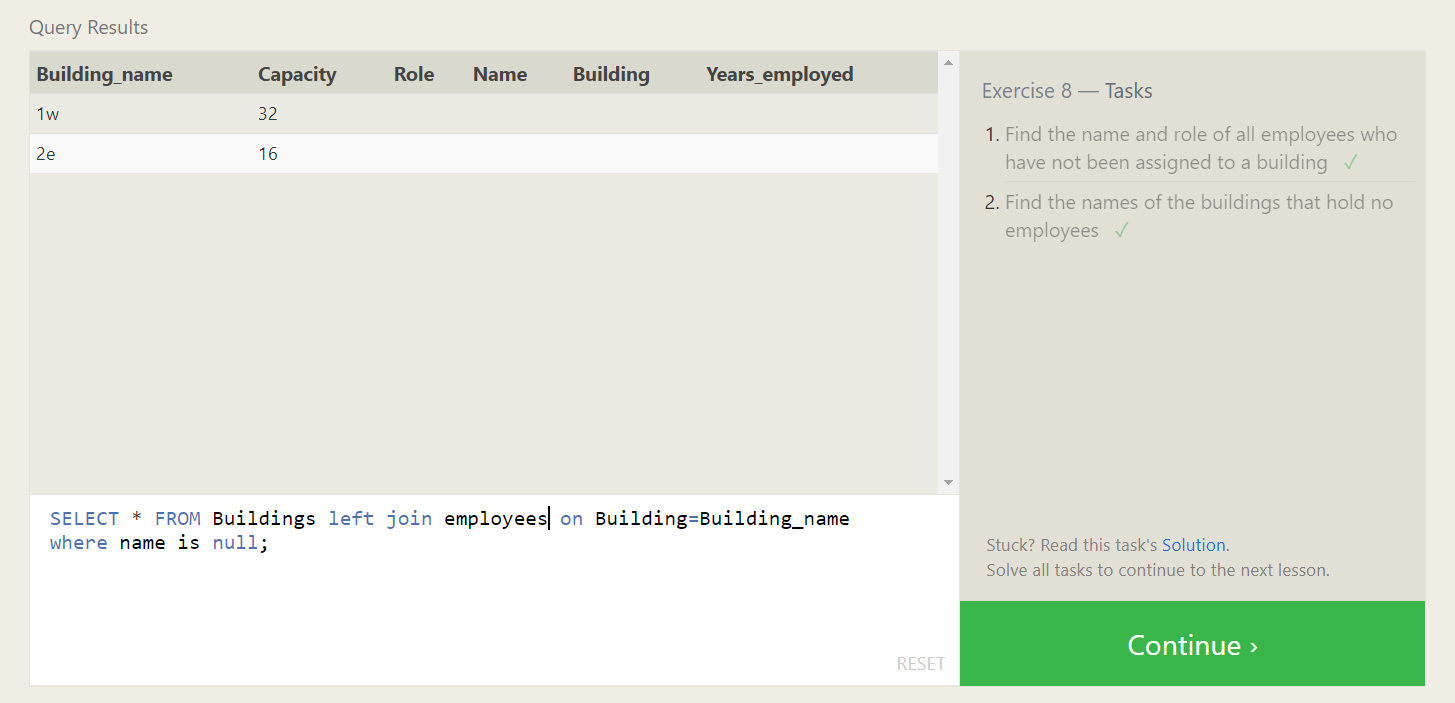 Query Results
Building_name Capacity Role Name Building Years_employed
1w 32
2e 16
SELECT * FROM Buildings left join employees on Building=Building_name
where name is null;
RESET
Exercise 8 — Tasks
1. Find the name and role of all employees who
have not been assigned to a building ✓
2. Find the names of the buildings that hold no
employees ✓
Stuck? Read this task's Solution.
Solve all tasks to continue to the next lesson.
Continue ›